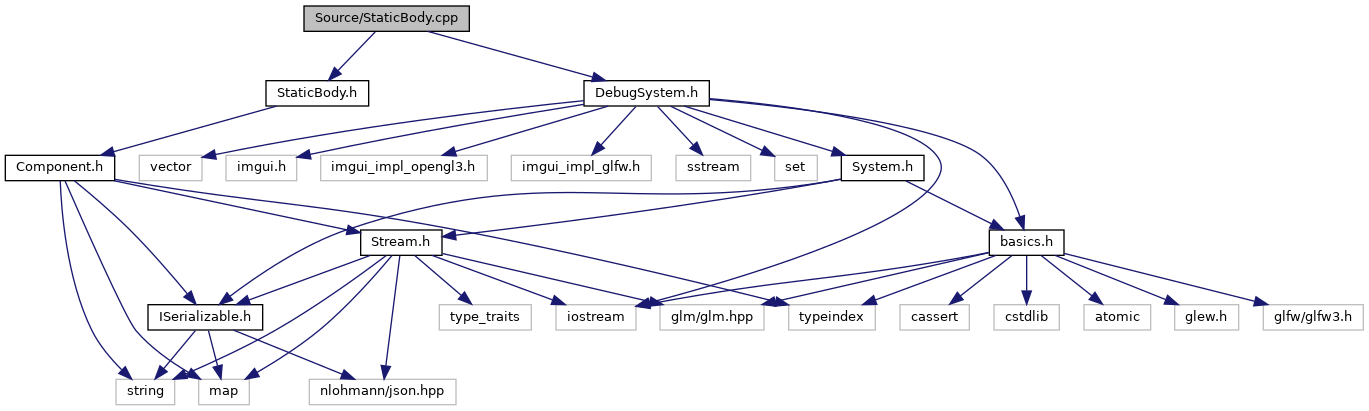 Source/StaticBody.cpp
StaticBody.h
DebugSystem.h
Component.h
vector
imgui.h
imgui_impl_opengl3.h
imgui_impl_glfw.h
sstream
set
System.h
Stream.h
basics.h
ISerializable.h
type_traits
iostream
glm/glm.hpp
typeindex
cassert
cstdlib
atomic
glew.h
glfw/glfw3.h
string
map
nlohmann/json.hpp